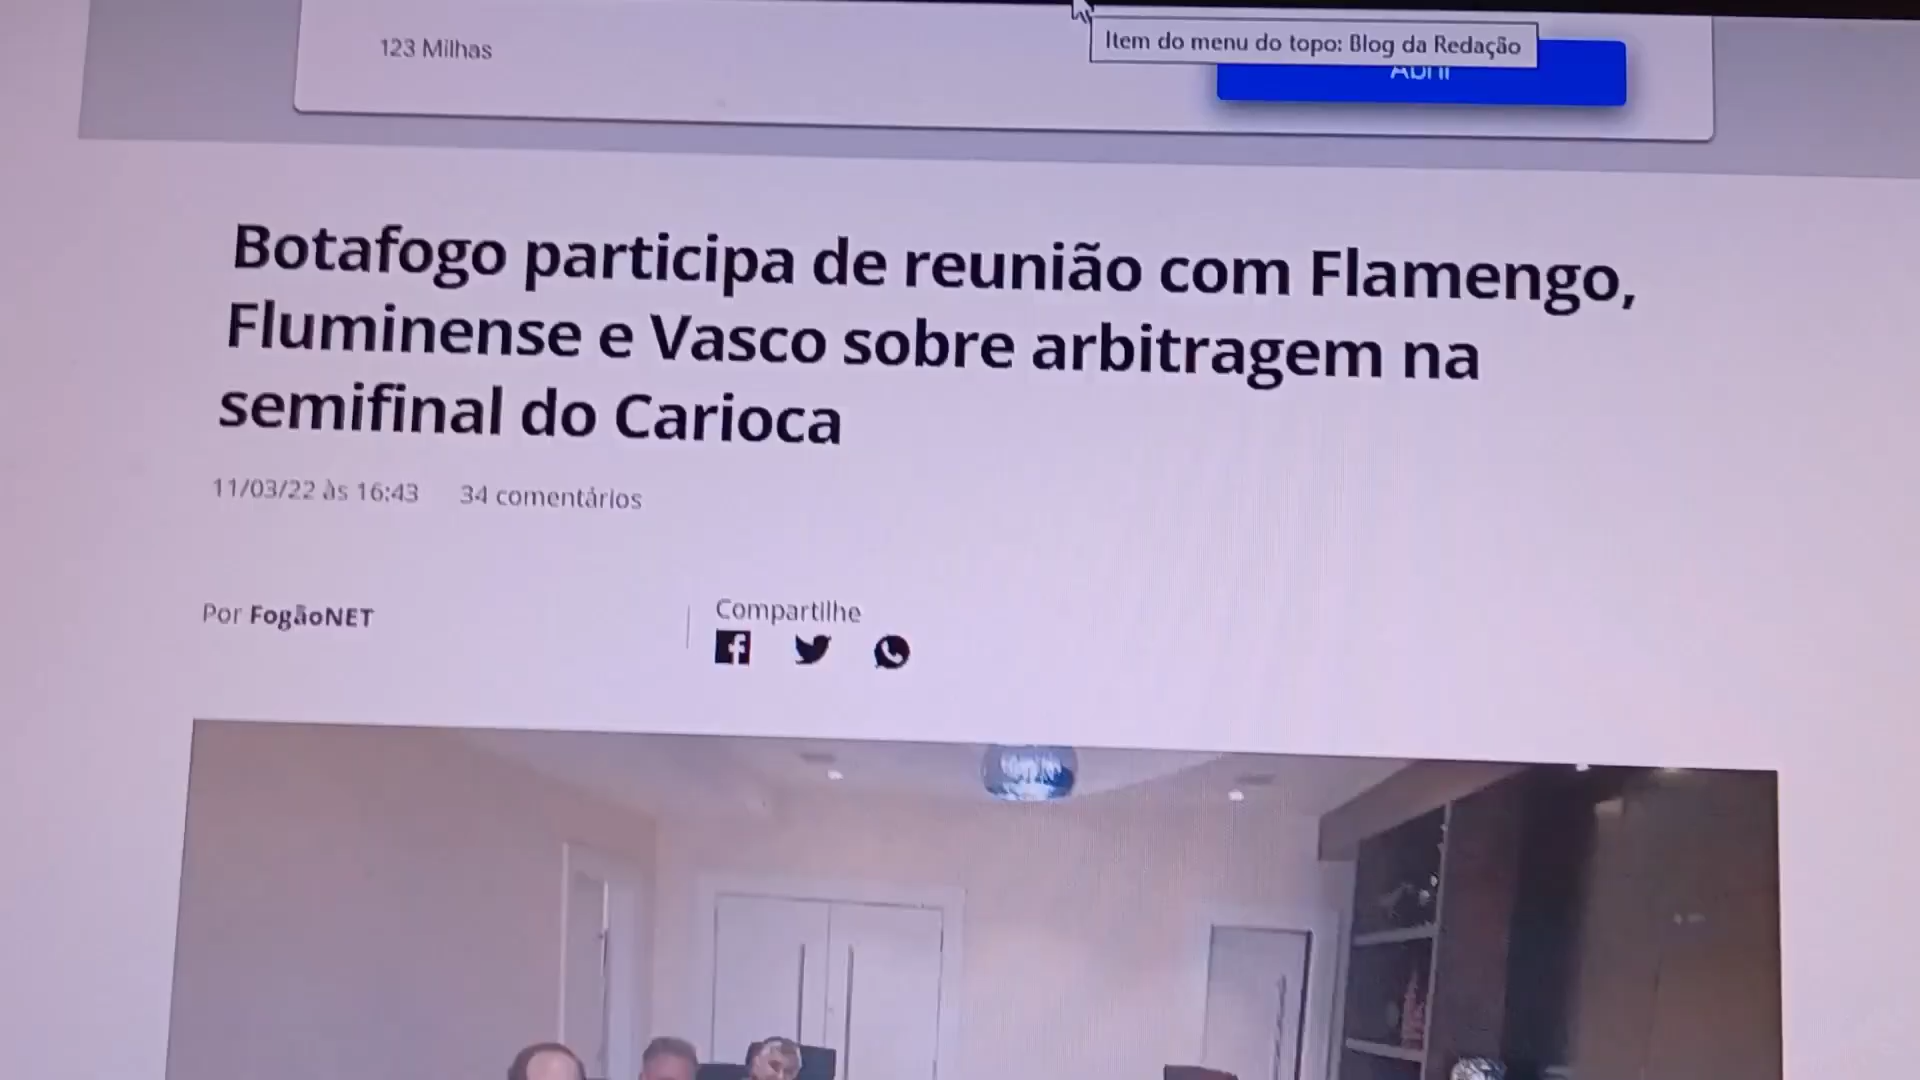 123 Milhas
Item do menu do topo: Blog da Redação
Botafogo participa de reunião com Flamengo,
Fluminense e Vasco sobre arbitragem na
semifinal do Carioca
11/03/22 às 16:43 34 comentários
Por FogãoNET
Compartilhe